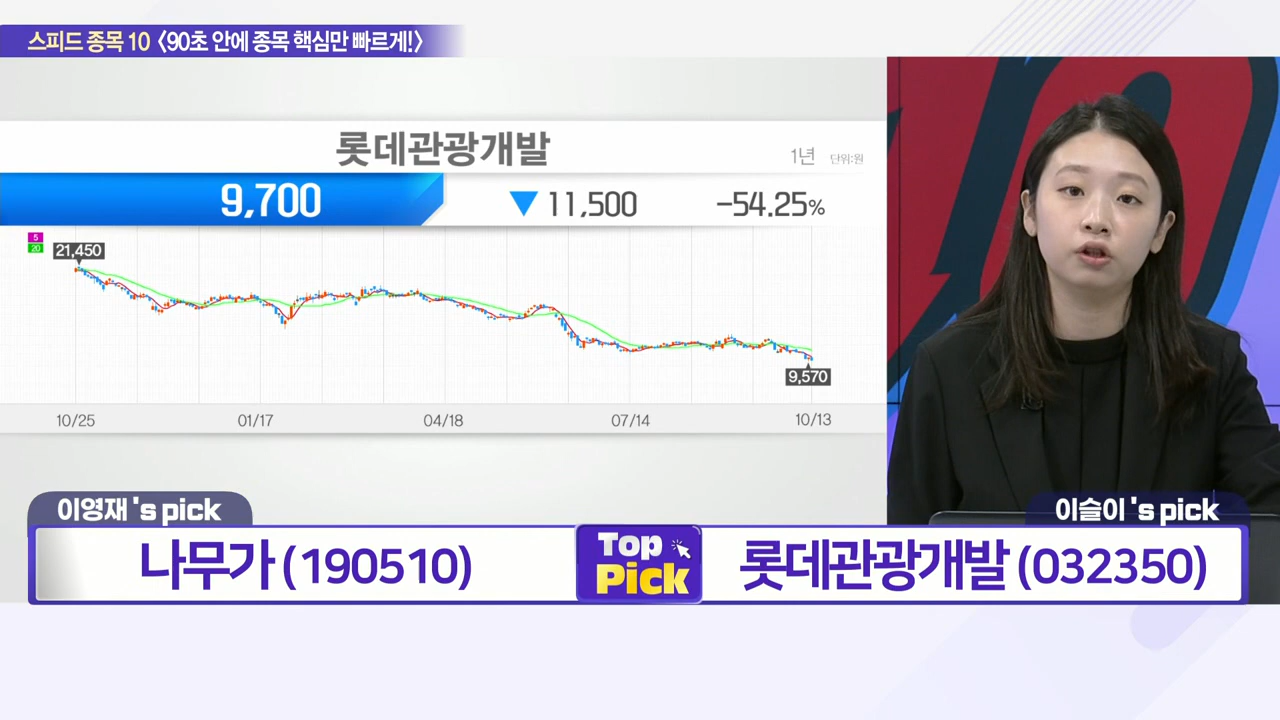 스피드 종목 10 〈90초 안에 종목 핵심만 빠르게!〉
롯데관광개발
1년 단위:원
9,700 ▼ 11,500 -54.25%
5
20
21,450
9,570
10/25 01/17 04/18 07/14 10/13
이영재 's pick
이슬이 's pick
나무가 (190510)
Top
Pick
롯데관광개발 (032350)